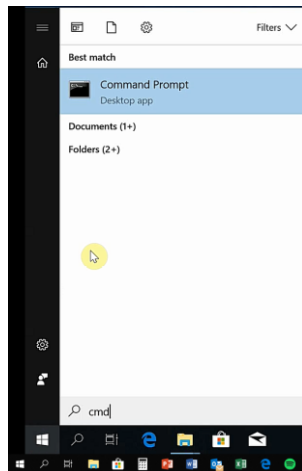 Filters
Best match
Command Prompt
Desktop app
Documents (1+)
Folders (2+)
cmd